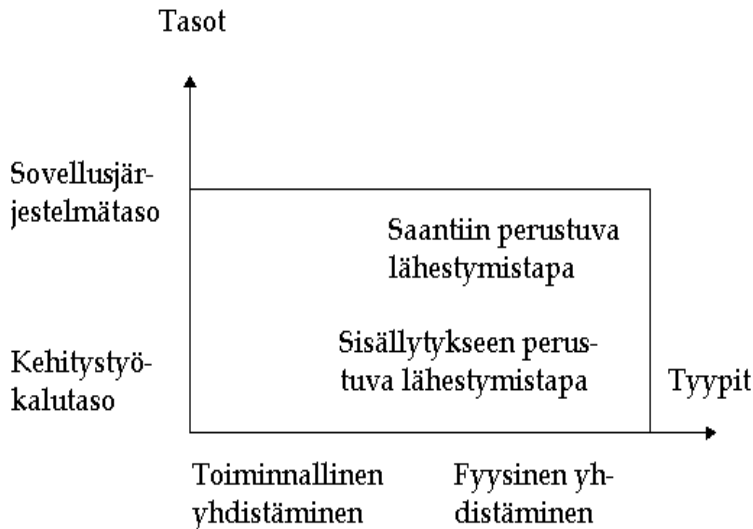 Tasot
Sovellusjär-
jestelmätaso
Saantiin perustuva
lähestymistapa
Sisällytykseen perus-
tuva lähestymistapa
Kehitystyö-
kalutaso
Tyypit
Toiminnallinen
yhdistäminen
Fyysinen yh-
distäminen